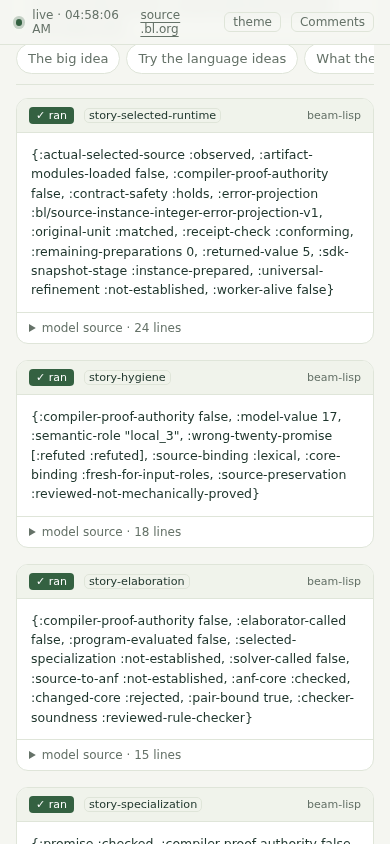 live · 04:58:06 AM
source.bl.org
theme
Comments
The big idea
Try the language ideas
What the
✓ ran story-selected-runtime beam-lisp
{:actual-selected-source :observed, :artifact-
modules-loaded false, :compiler-proof-authority
false, :contract-safety :holds, :error-projection
:bl/source-instance-integer-error-projection-v1,
:original-unit :matched, :receipt-check :conforming,
:remaining-preparations 0, :returned-value 5, :sdk-
snapshot-stage :instance-prepared, :universal-
refinement :not-established, :worker-alive false}
▶ model source · 24 lines
✓ ran story-hygiene beam-lisp
{:compiler-proof-authority false, :model-value 17,
:semantic-role "local_3", :wrong-twenty-promise
[:refuted :refuted], :source-binding :lexical, :core-
binding :fresh-for-input-roles, :source-preservation
:reviewed-not-mechanically-proved}
▶ model source · 18 lines
✓ ran story-elaboration beam-lisp
{:compiler-proof-authority false, :elaborator-called
false, :program-evaluated false, :selected-
specialization :not-established, :solver-called false,
:source-to-anf :not-established, :anf-core :checked,
:changed-core :rejected, :pair-bound true, :checker-
soundness :reviewed-rule-checker}
▶ model source · 15 lines
✓ ran story-specialization beam-lisp
{:promise :checked, :compiler-proof-authority false,